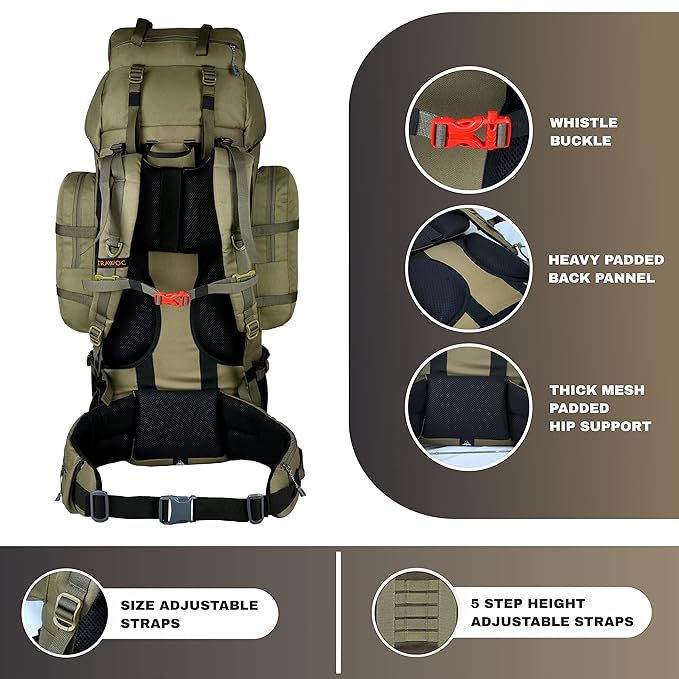 TRAWOC
WHISTLE
BUCKLE
HEAVY PADDED
BACK PANNEL
THICK MESH
PADDED
HIP SUPPORT
SIZE ADJUSTABLE
STRAPS
5 STEP HEIGHT
ADJUSTABLE STRAPS